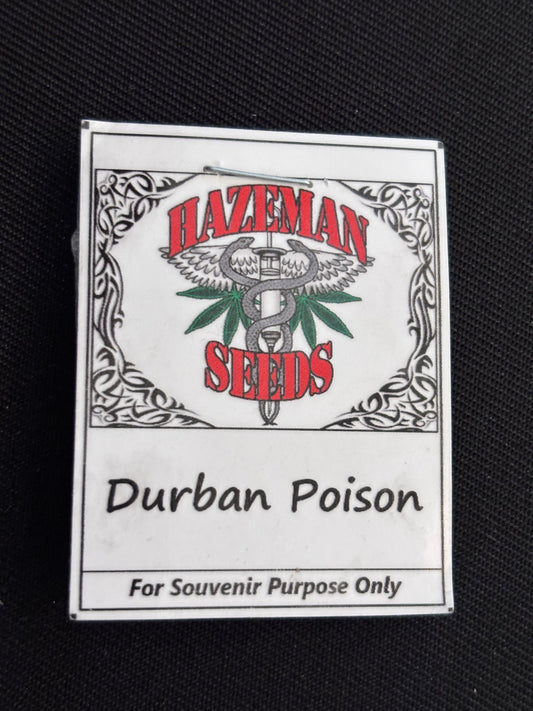 HAZEMAN
SEEDS
Durban Poison
For Souvenir Purpose Only